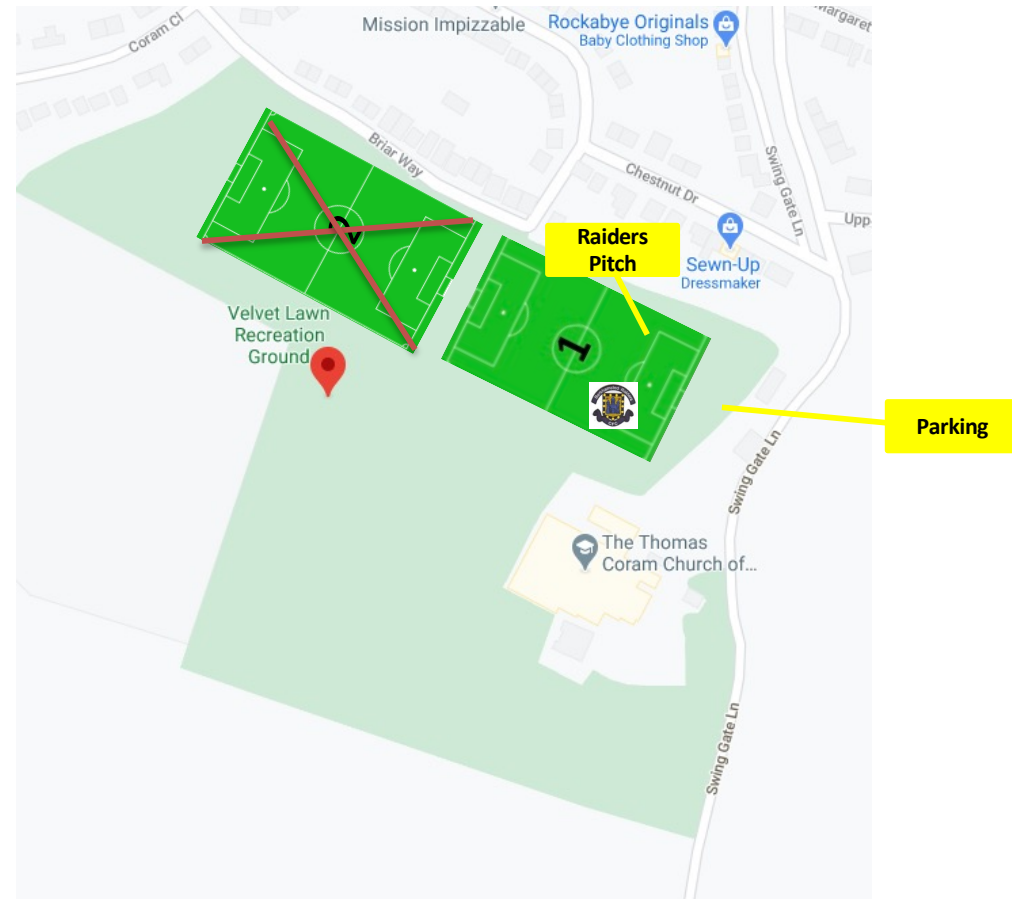 Mission Impizzable
Rockabye Originals
Baby Clothing Shop
Margaret
Coram Cl
Briar Way
Swing Gate Ln
Chestnut Dr
Upp
Raiders
Pitch
Sewn-Up
Dressmaker
2
1
Velvet Lawn
Recreation
Ground
Parking
Swing Gate Ln
The Thomas
Coram Church of...
Swing Gate Ln